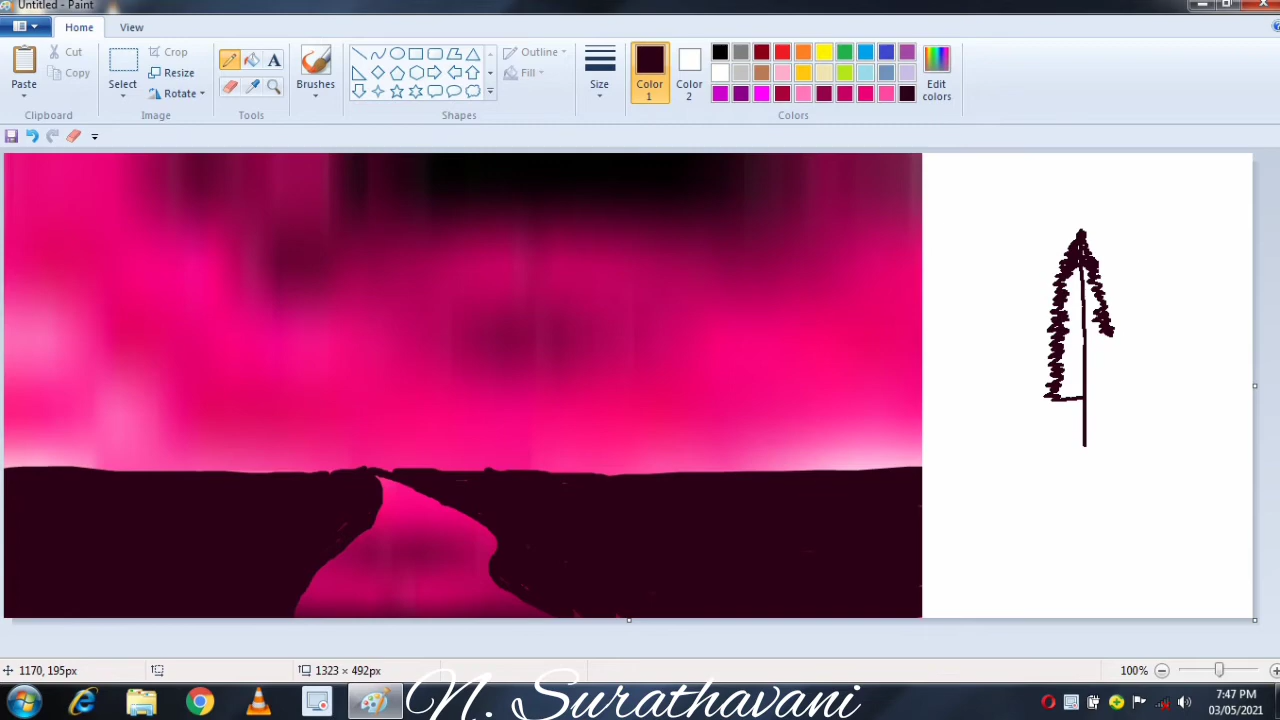 Untitled - Paint
Home
View
Paste
Cut
Copy
Clipboard
Select
Crop
Resize
Rotate
Image
A
Tools
Brushes
Outline
Fill
Shapes
Size
Color 1
Color 2
Edit colors
Colors
1170, 195px
1323 × 492px
100%
N. Surathavani
7:47 PM
03/05/2021